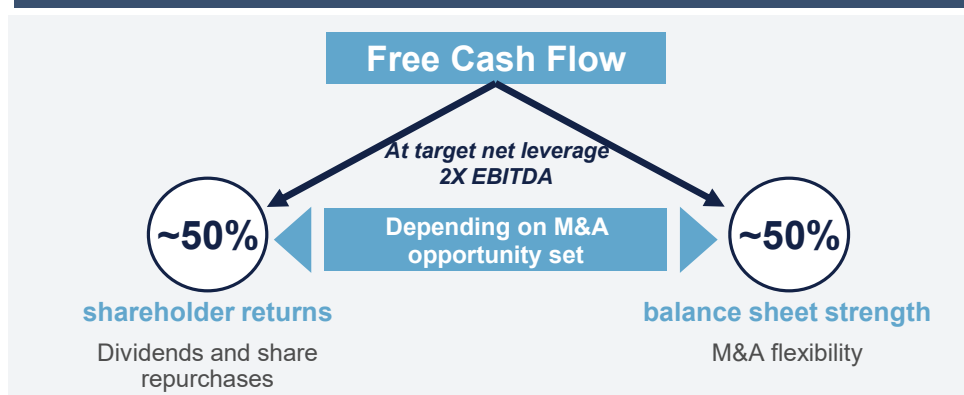 Free Cash Flow
At target net leverage
2X EBITDA
~50%
Depending on M&A
opportunity set
~50%
shareholder returns
balance sheet strength
Dividends and share
repurchases
M&A flexibility